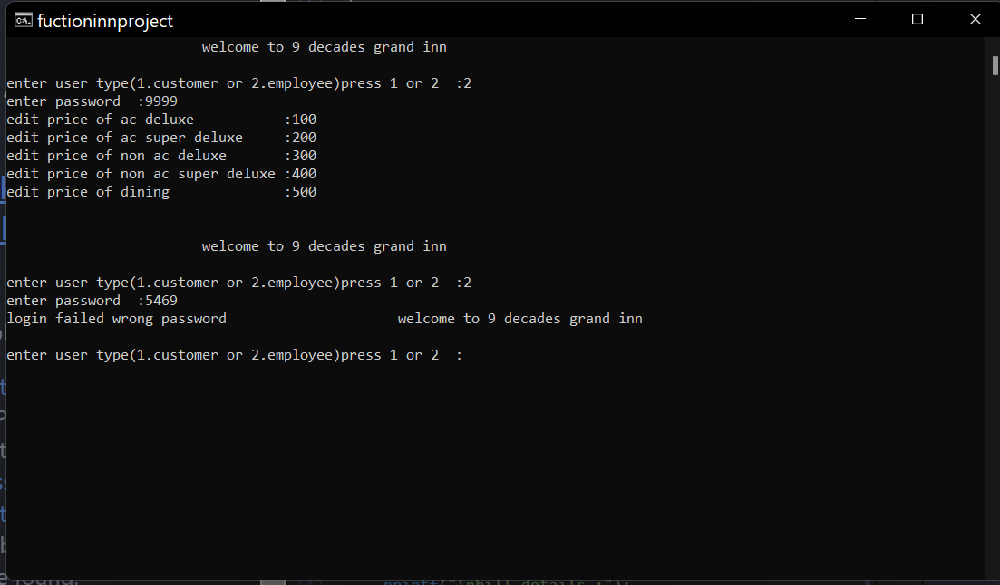 fuctioninnproject
welcome to 9 decades grand inn
enter user type(1.customer or 2.employee)press 1 or 2  :2
enter password  :9999
edit price of ac deluxe           :100
edit price of ac super deluxe     :200
edit price of non ac deluxe       :300
edit price of non ac super deluxe :400
edit price of dining              :500
welcome to 9 decades grand inn
enter user type(1.customer or 2.employee)press 1 or 2  :2
enter password  :5469
login failed wrong password                     welcome to 9 decades grand inn
enter user type(1.customer or 2.employee)press 1 or 2  :